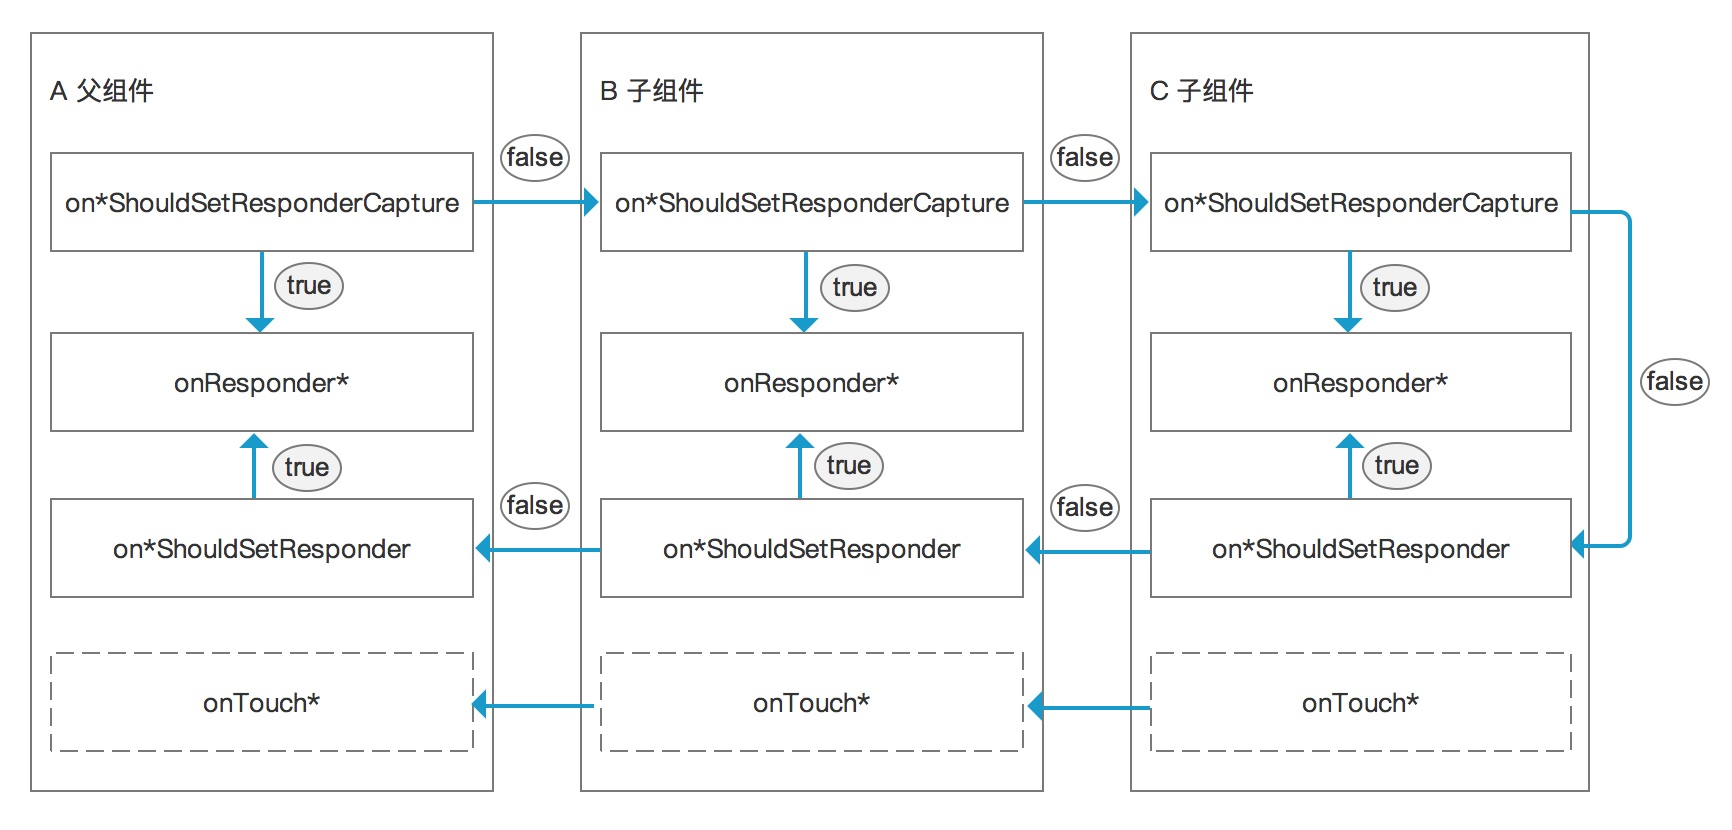 A 父组件
B 子组件
C 子组件
false
false
on*ShouldSetResponderCapture
on*ShouldSetResponderCapture
on*ShouldSetResponderCapture
true
true
true
onResponder*
onResponder*
onResponder*
false
true
true
true
false
false
on*ShouldSetResponder
on*ShouldSetResponder
on*ShouldSetResponder
onTouch*
onTouch*
onTouch*